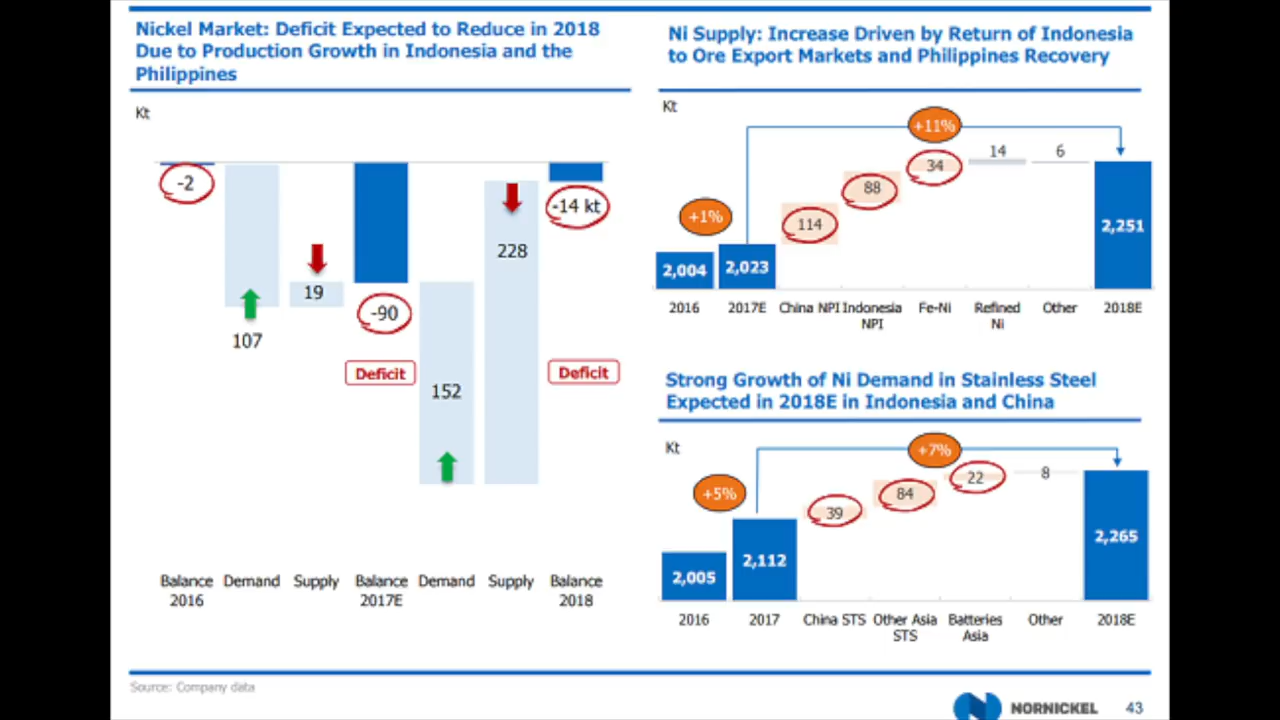 Nickel Market: Deficit Expected to Reduce in 2018
Due to Production Growth in Indonesia and the
Philippines
Kt
-2
107
19
-90
Deficit
152
228
-14 kt
Deficit
Balance 2016
Demand
Supply
Balance 2017E
Demand
Supply
Balance 2018
Ni Supply: Increase Driven by Return of Indonesia
to Ore Export Markets and Philippines Recovery
Kt
+1%
+11%
2,004
2,023
114
88
34
14
6
2,251
2016
2017E
China NPI
Indonesia NPI
Fe-Ni
Refined Ni
Other
2018E
Strong Growth of Ni Demand in Stainless Steel
Expected in 2018E in Indonesia and China
Kt
+5%
+7%
2,005
2,112
39
84
22
8
2,265
2016
2017
China STS
Other Asia STS
Batteries Asia
Other
2018E
Source: Company data
NORNICKEL
43